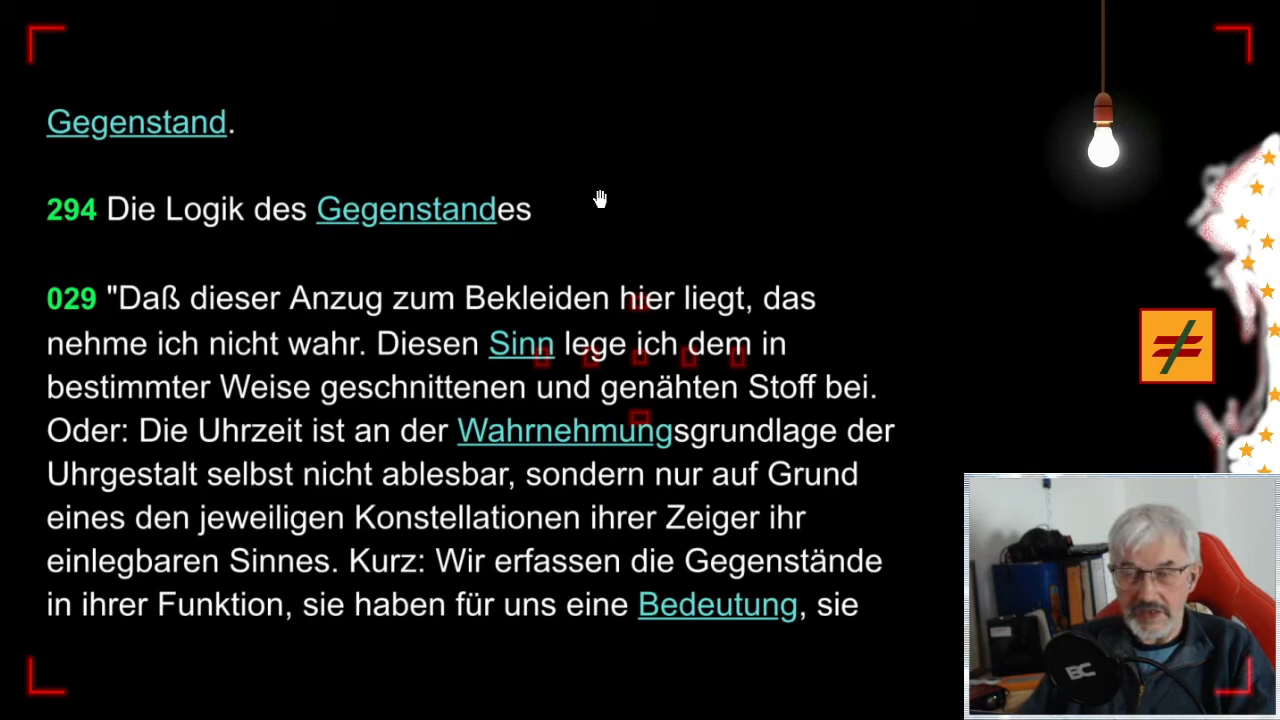 Gegenstand.
294 Die Logik des Gegenstandes
029 "Daß dieser Anzug zum Bekleiden hier liegt, das
nehme ich nicht wahr. Diesen Sinn lege ich dem in
bestimmter Weise geschnittenen und genähten Stoff bei.
Oder: Die Uhrzeit ist an der Wahrnehmungsgrundlage der
Uhrgestalt selbst nicht ablesbar, sondern nur auf Grund
eines den jeweiligen Konstellationen ihrer Zeiger ihr
einlegbaren Sinnes. Kurz: Wir erfassen die Gegenstände
in ihrer Funktion, sie haben für uns eine Bedeutung, sie
≠
BC